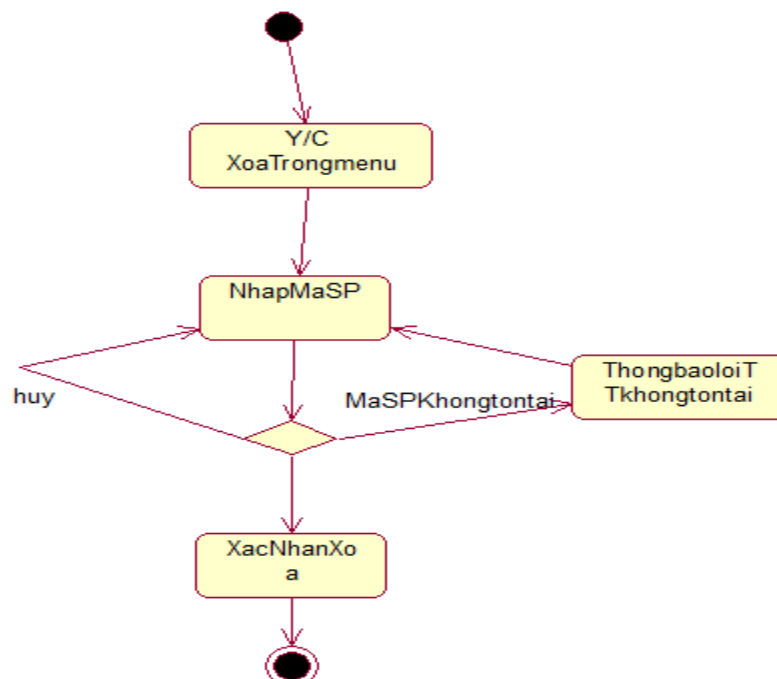 Y/C
XoaTrongmenu
NhapMaSP
huy
MaSPKhongtontai
ThongbaoloiT
Tkhongtontai
XacNhanXo
a